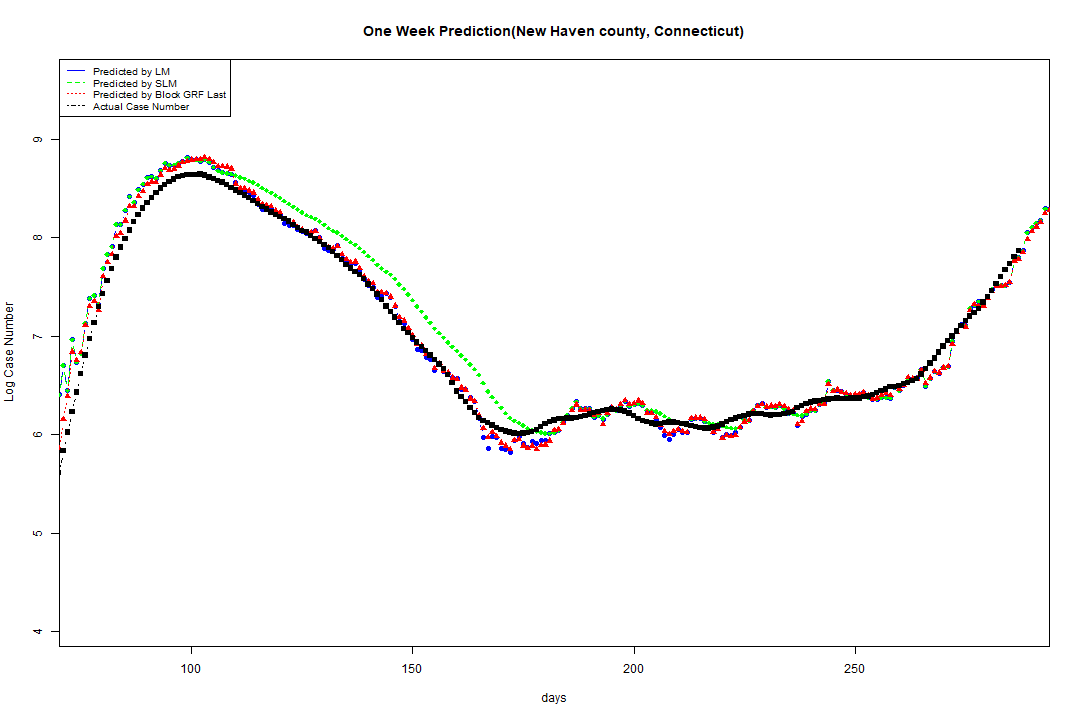 One Week Prediction(New Haven county, Connecticut)
Predicted by LM
Predicted by SLM
Predicted by Block GRF Last
Actual Case Number
9
8
7
6
5
4
Log Case Number
100 150 200 250
days